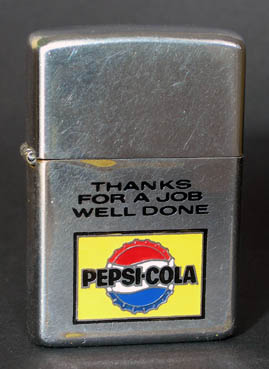 THANKS
FOR A JOB
WELL DONE
PEPSI-COLA